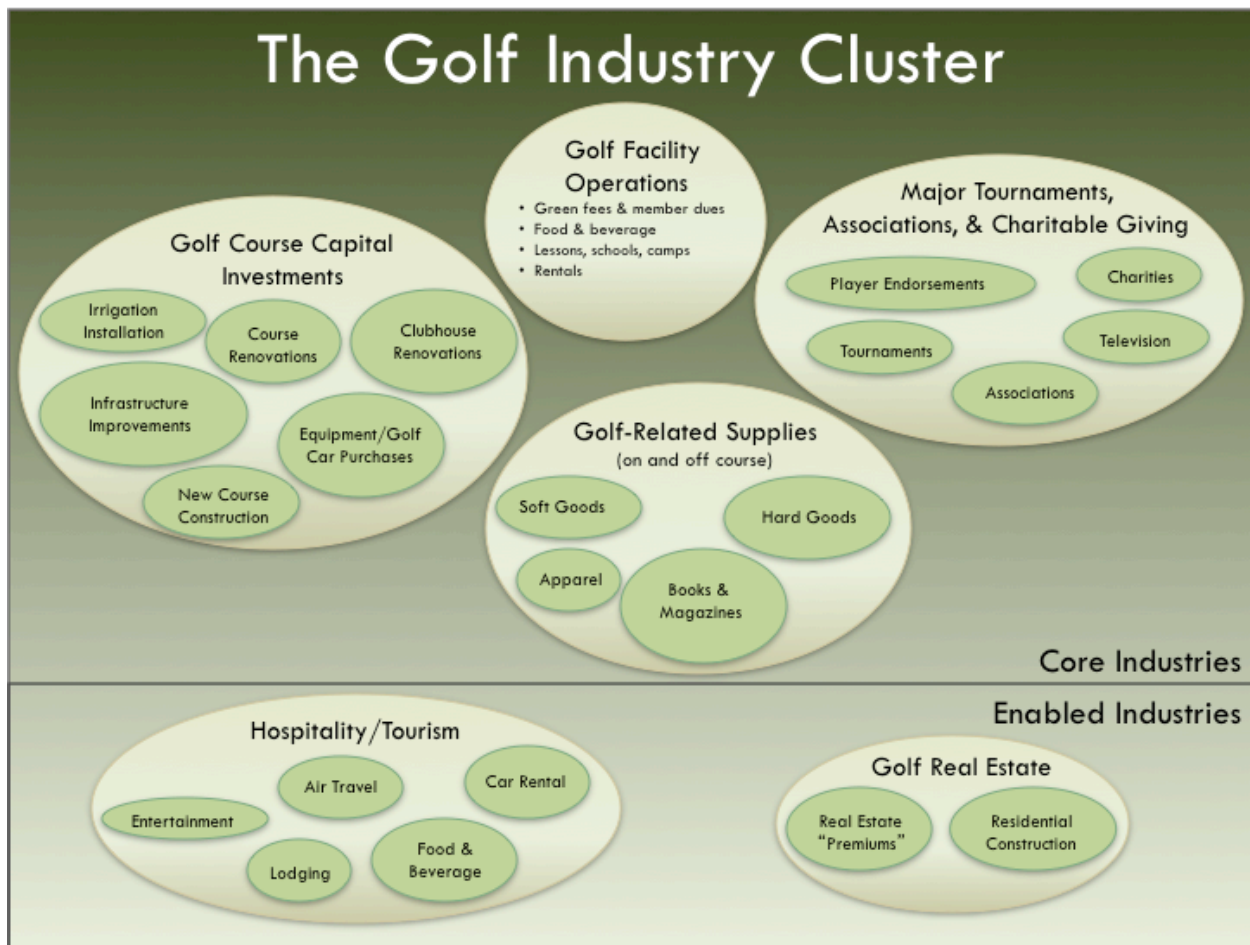 The Golf Industry Cluster
Golf Facility
Operations
• Green fees & member dues
• Food & beverage
• Lessons, schools, camps
• Rentals
Major Tournaments,
Associations, & Charitable Giving
Player Endorsements
Charities
Tournaments
Television
Associations
Golf Course Capital
Investments
Irrigation
Installation
Course
Renovations
Clubhouse
Renovations
Infrastructure
Improvements
Equipment/Golf
Car Purchases
New Course
Construction
Golf-Related Supplies
(on and off course)
Soft Goods
Hard Goods
Apparel
Books &
Magazines
Core Industries
Enabled Industries
Hospitality/Tourism
Air Travel
Car Rental
Entertainment
Lodging
Food &
Beverage
Golf Real Estate
Real Estate
“Premiums”
Residential
Construction